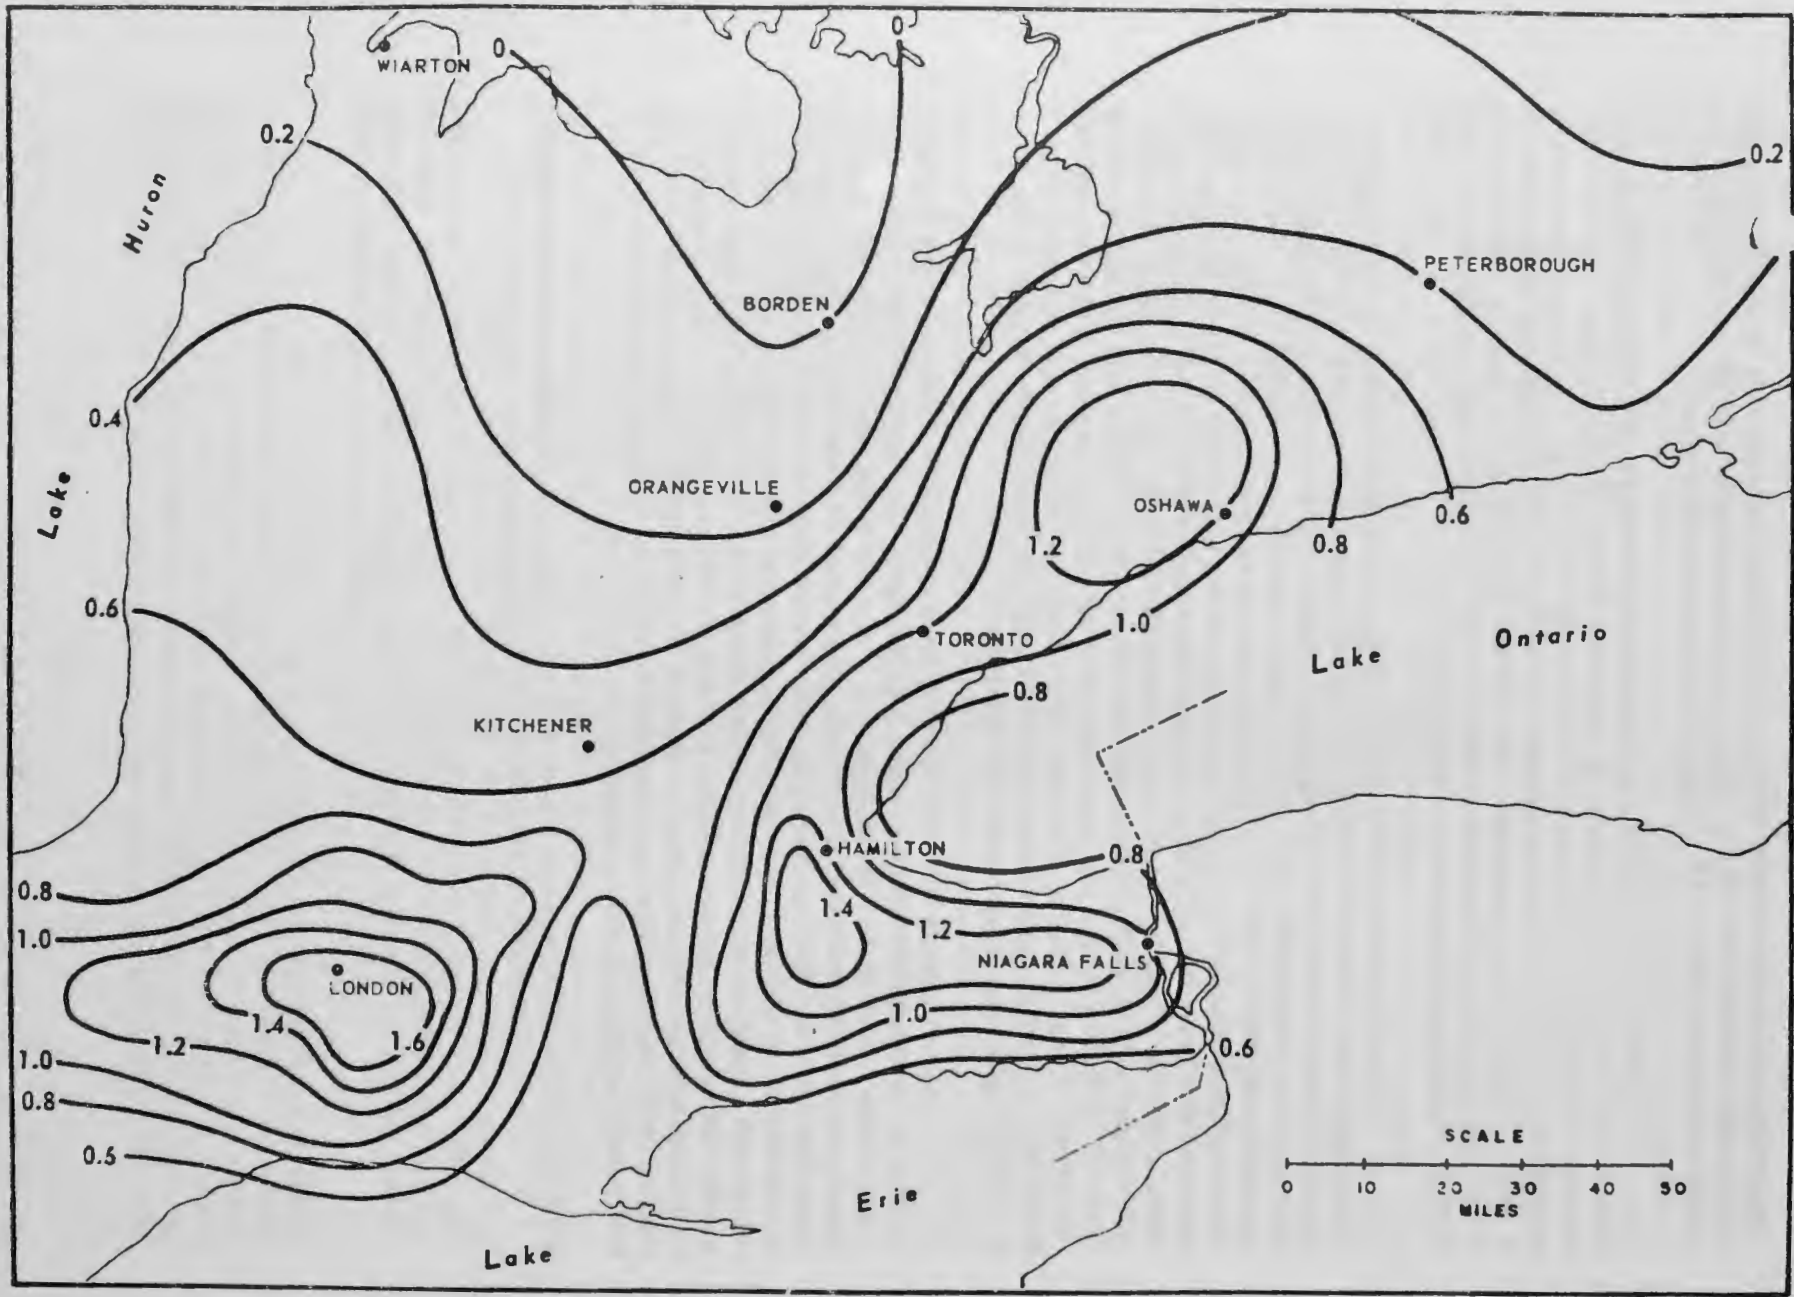 0
0
WIARTON
0.2
0.2
Huron
PETERBOROUGH
BORDEN
0.4
Lake
ORANGEVILLE
OSHAWA
0.6
1.2
0.8
0.6
1.0
TORONTO
Lake Ontario
0.8
KITCHENER
HAMILTON
0.8
0.8
1.4
1.2
1.0
NIAGARA FALLS
LONDON
1.4
1.6
1.0
1.2
0.6
1.0
0.8
SCALE
0.6
0 10 20 30 40 50
MILES
Erie
Lake